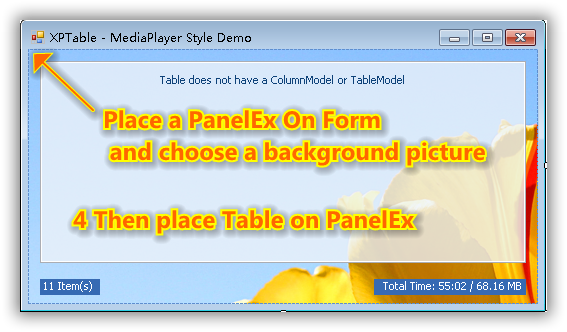 XPTable - MediaPlayer Style Demo
Table does not have a ColumnModel or TableModel
Place a PanelEx On Form
and choose a background picture
4 Then place Table on PanelEx
11 Item(s)
Total Time: 55:02 / 68.16 MB